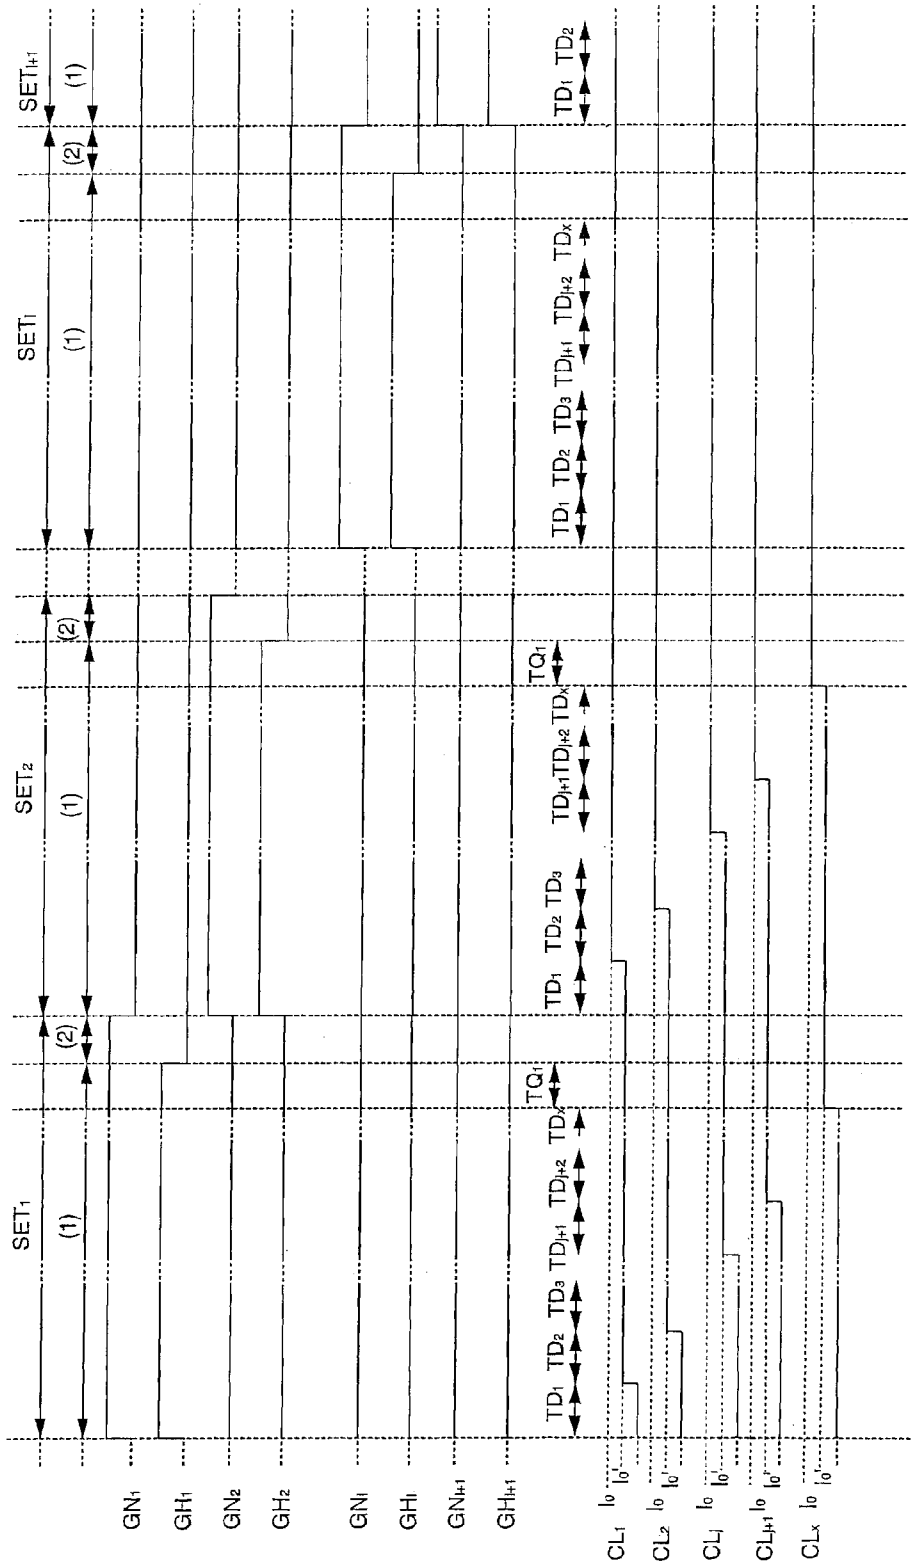 SET₁ SET₂ SETᵢ SETᵢ₊₁
(1) (2) (1) (2) (1) (2) (1)
GN₁
GH₁
GN₂
GH₂
GNᵢ
GHᵢ
GNᵢ₊₁
GHᵢ₊₁
TQ₁ TQ₁
TD₁ TD₂ TD₃ TDⱼ₊₁ TDⱼ₊₂ TDₓ TD₁ TD₂ TD₃ TDⱼ₊₁ TDⱼ₊₂ TDₓ TD₁ TD₂ TD₃ TDⱼ₊₁ TDⱼ₊₂ TDₓ TD₁ TD₂
I₀
CL₁ I₀'
I₀
CL₂ I₀'
I₀
CLⱼ I₀'
I₀
CLⱼ₊₁ I₀'
I₀
CLₓ I₀'